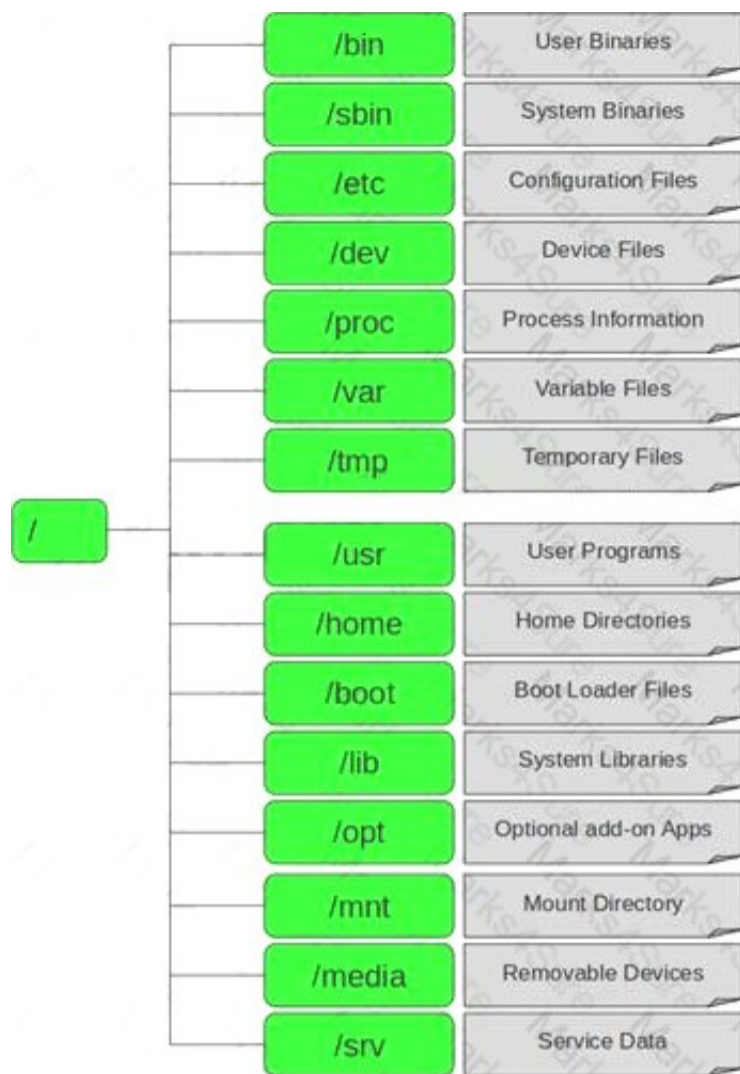 /bin User Binaries
/sbin System Binaries
/etc Configuration Files
/dev Device Files
/proc Process Information
/var Variable Files
/tmp Temporary Files
/
/usr User Programs
/home Home Directories
/boot Boot Loader Files
/lib System Libraries
/opt Optional add-on Apps
/mnt Mount Directory
/media Removable Devices
/srv Service Data
Marks4Sure